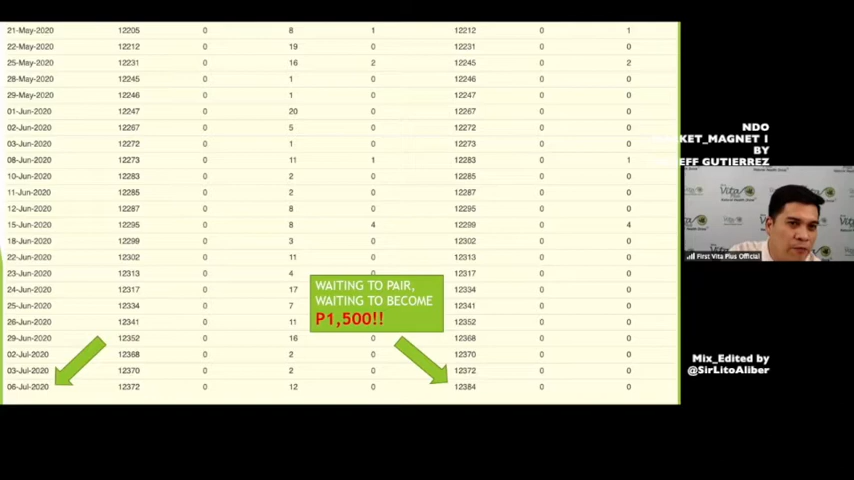 21-May-2020 12205 0 8 1 12212 0 1
22-May-2020 12212 0 19 0 12231 0 0
25-May-2020 12231 0 16 2 12245 0 2
28-May-2020 12245 0 1 0 12246 0 0
29-May-2020 12246 0 1 0 12247 0 0
01-Jun-2020 12247 0 20 0 12267 0 0
02-Jun-2020 12267 0 5 0 12272 0 0
03-Jun-2020 12272 0 1 0 12273 0 0
08-Jun-2020 12273 0 11 1 12283 0 1
10-Jun-2020 12283 0 2 0 12285 0 0
11-Jun-2020 12285 0 2 0 12287 0 0
12-Jun-2020 12287 0 8 0 12295 0 0
15-Jun-2020 12295 0 8 4 12299 0 4
18-Jun-2020 12299 0 3 0 12302 0 0
22-Jun-2020 12302 0 11 0 12313 0 0
23-Jun-2020 12313 0 4 0 12317 0 0
24-Jun-2020 12317 0 17 12334 0 0
25-Jun-2020 12334 0 7 12341 0 0
26-Jun-2020 12341 0 11 12352 0 0
29-Jun-2020 12352 0 16 0 12368 0 0
02-Jul-2020 12368 0 2 0 12370 0 0
03-Jul-2020 12370 0 2 0 12372 0 0
06-Jul-2020 12372 0 12 0 12384 0 0
WAITING TO PAIR,
WAITING TO BECOME
P1,500!!
NDO
KET_MAGNET I
BY
EFF GUTIERREZ
Vita
First Vita Plus Official
Mix_Edited by
@SirLitoAliber